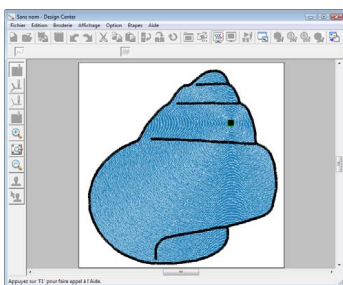 Sans nom - Design Center
Fichier Edition Broderie Affichage Option Etapes Aide
Appuyez sur 'F1' pour faire appel à l'Aide.